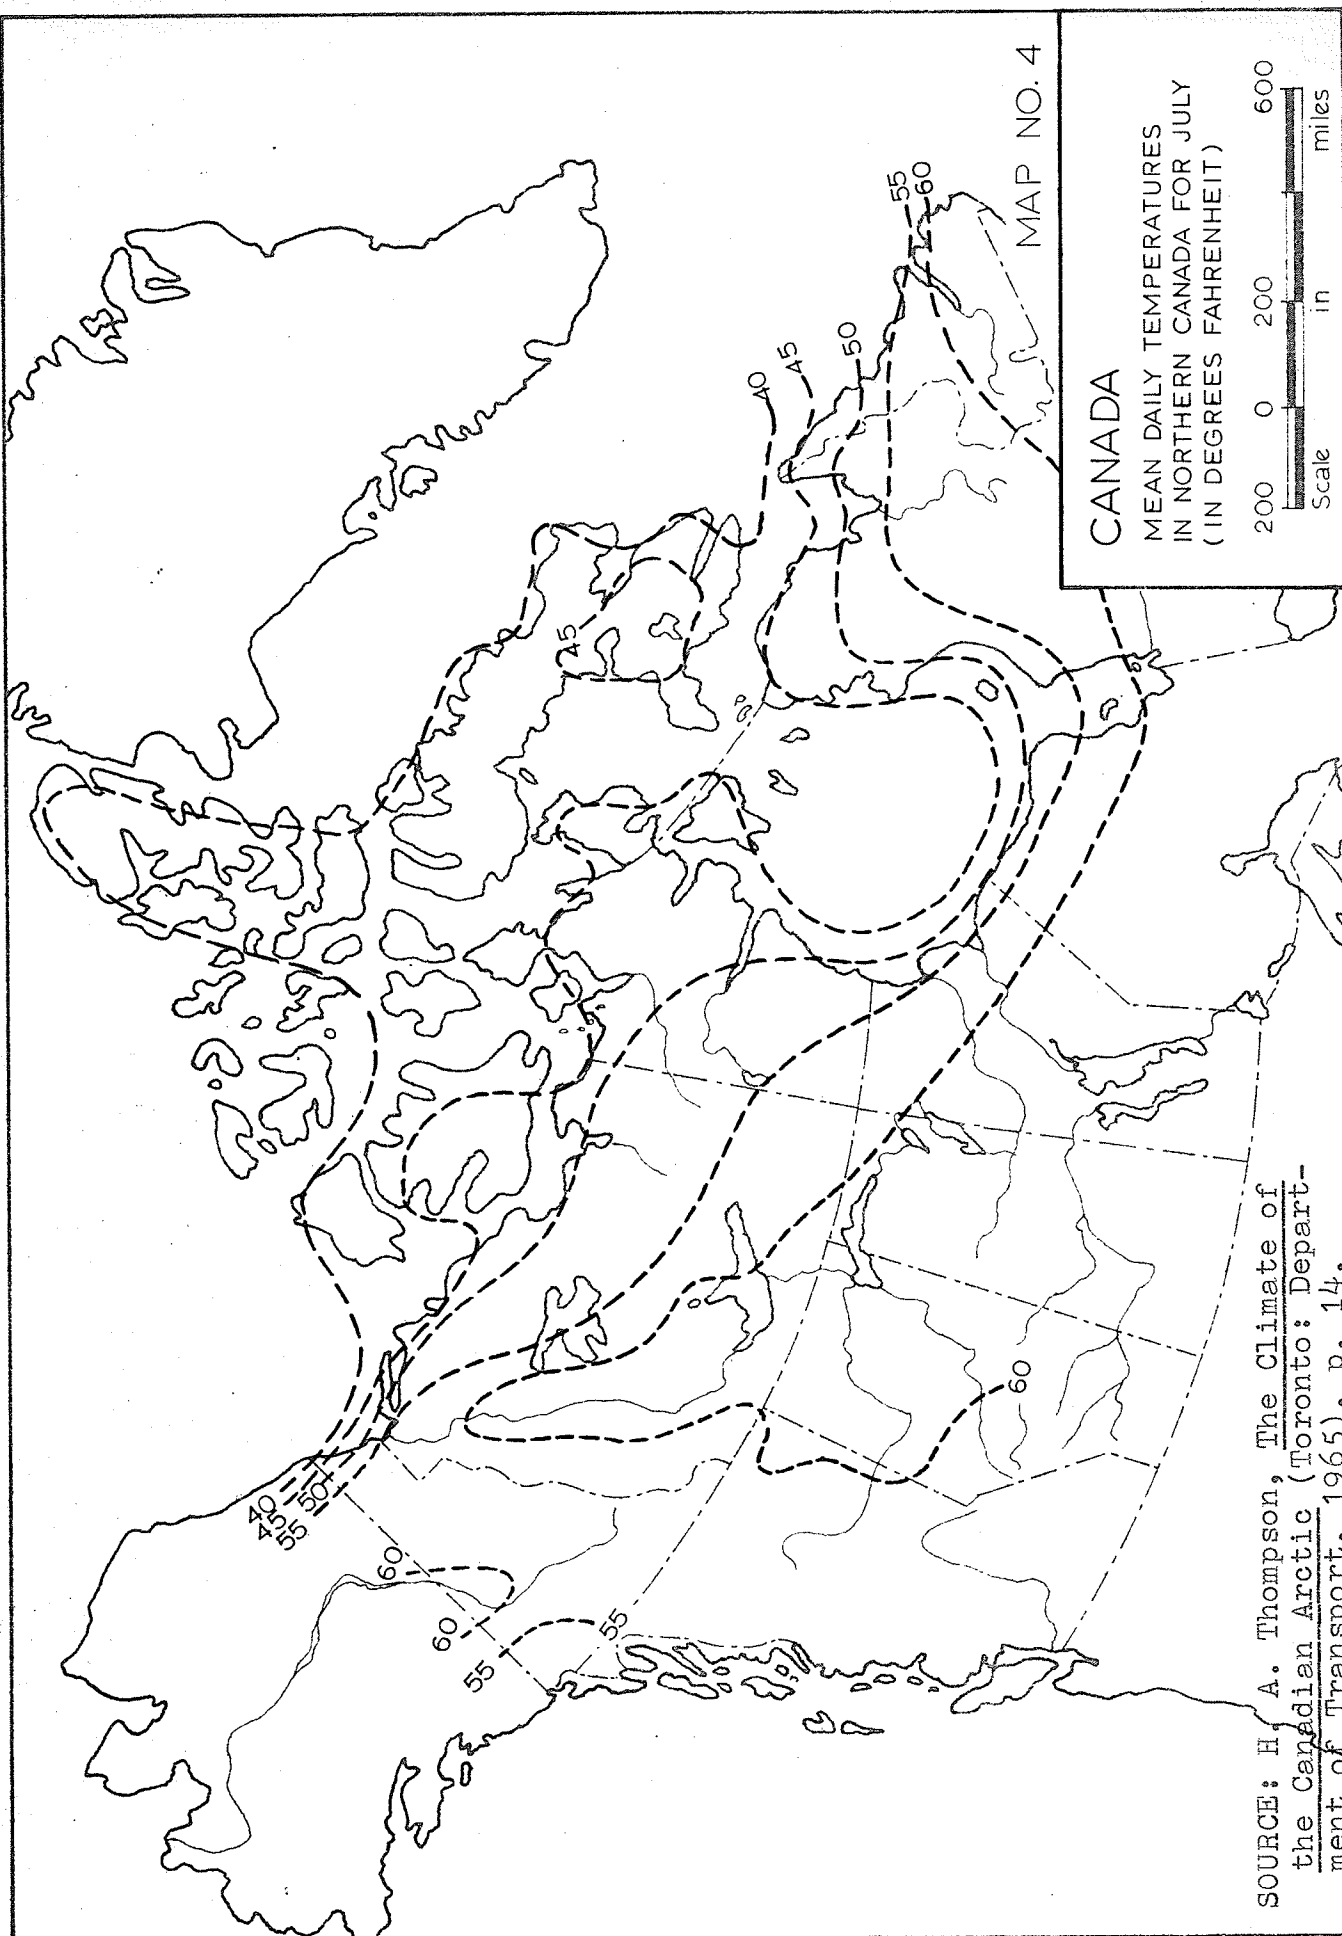 MAP NO. 4
CANADA
MEAN DAILY TEMPERATURES
IN NORTHERN CANADA FOR JULY
(IN DEGREES FAHRENHEIT)
200 0 200 600
Scale in miles
40
45
50
55
60
60
60
55
55
45
40
45
50
55
60
60
SOURCE: H. A. Thompson, The Climate of
the Canadian Arctic (Toronto: Depart-
ment of Transport, 1965), p. 14.